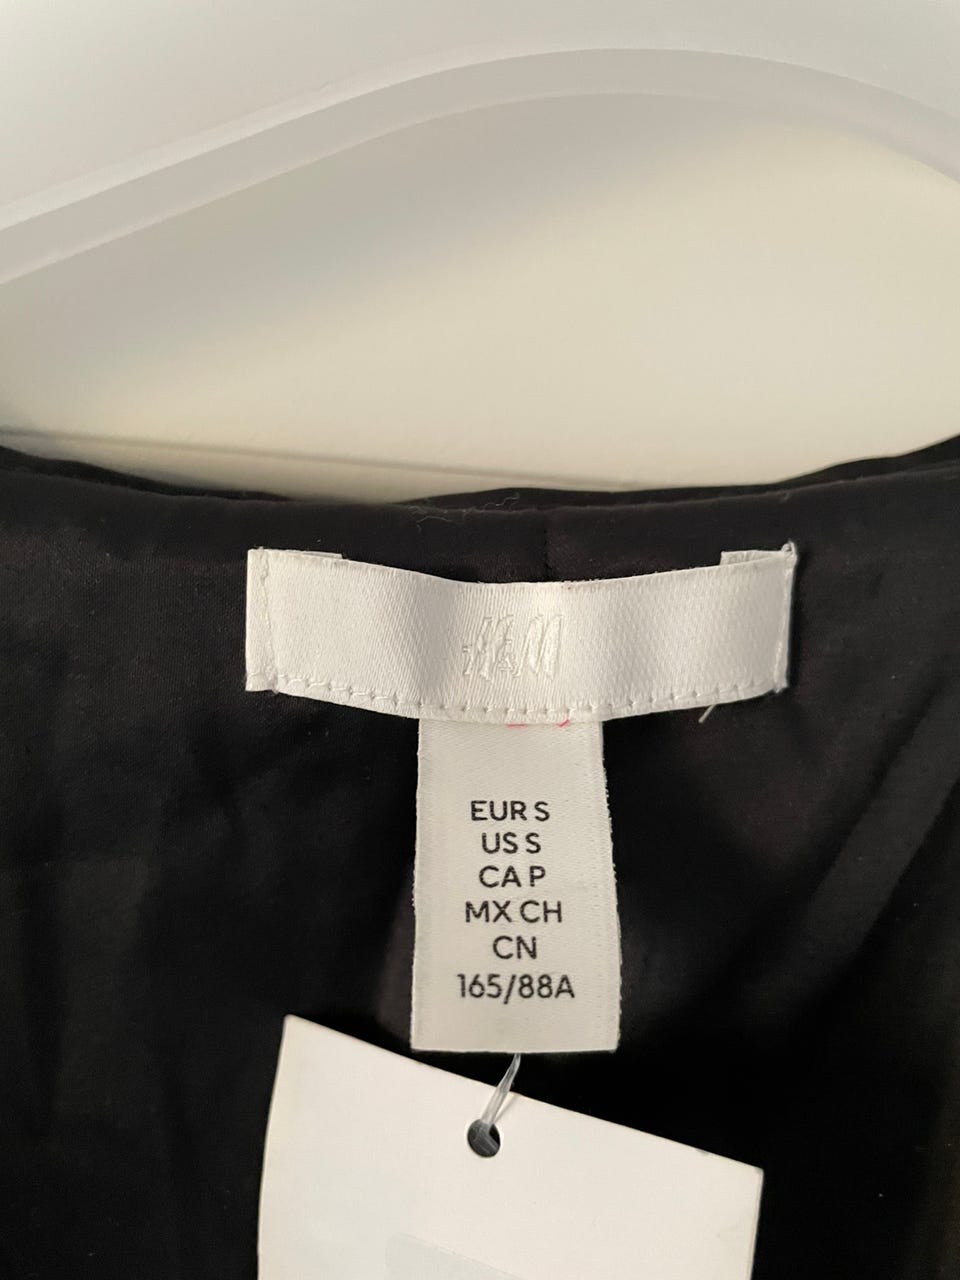 H&M
EUR S
US S
CA P
MX CH
CN
165/88A